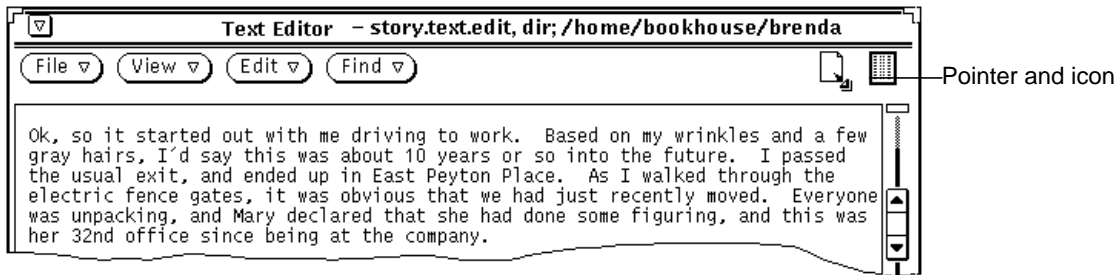 Text Editor – story.text.edit, dir; /home/bookhouse/brenda
File View Edit Find
Pointer and icon
Ok, so it started out with me driving to work. Based on my wrinkles and a few
gray hairs, I´d say this was about 10 years or so into the future. I passed
the usual exit, and ended up in East Peyton Place. As I walked through the
electric fence gates, it was obvious that we had just recently moved. Everyone
was unpacking, and Mary declared that she had done some figuring, and this was
her 32nd office since being at the company.